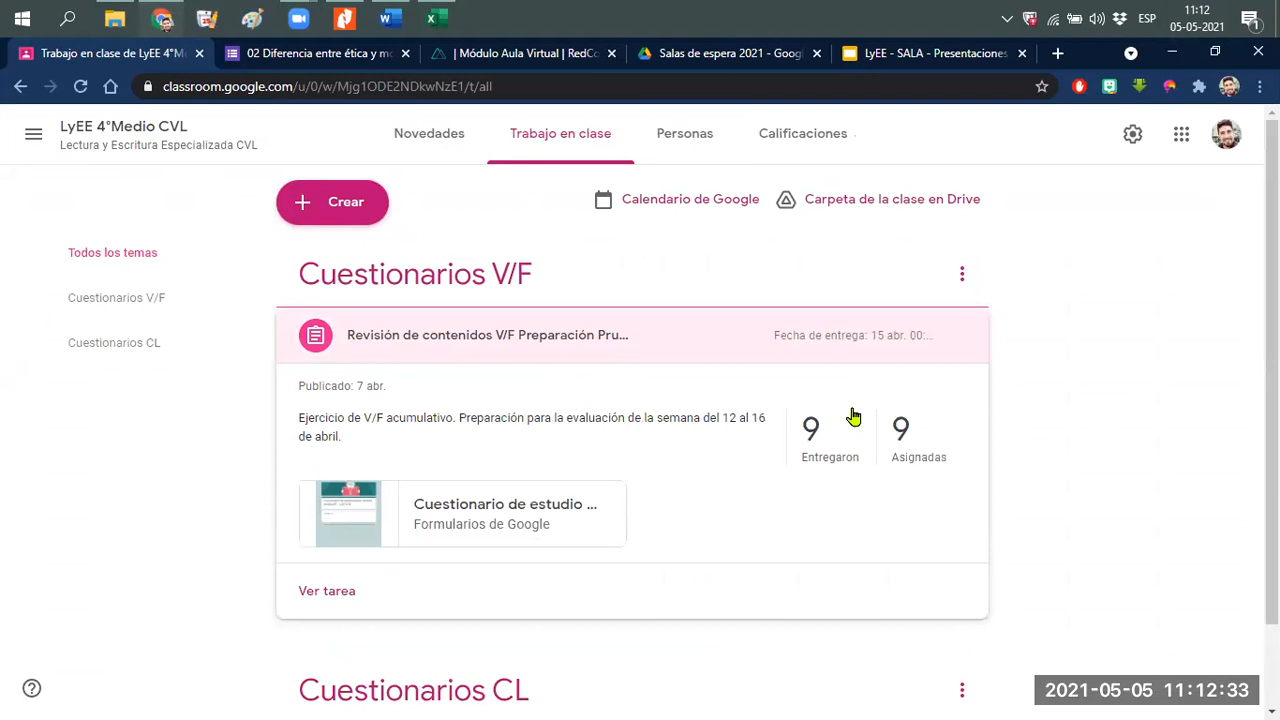 11:12
ESP
05-05-2021
1
Trabajo en clase de LyEE 4°M
02 Diferencia entre ética y m
| Módulo Aula Virtual | RedCo
Salas de espera 2021 - Googl
LyEE - SALA - Presentaciones
classroom.google.com/u/0/w/Mjg1ODE2NDkwNzE1/t/all
LyEE 4°Medio CVL
Lectura y Escritura Especializada CVL
Novedades
Trabajo en clase
Personas
Calificaciones
Crear
Calendario de Google
Carpeta de la clase en Drive
Todos los temas
Cuestionarios V/F
Cuestionarios CL
Cuestionarios V/F
Revisión de contenidos V/F Preparación Pru...
Fecha de entrega: 15 abr. 00:...
Publicado: 7 abr.
Ejercicio de V/F acumulativo. Preparación para la evaluación de la semana del 12 al 16
de abril.
9
Entregaron
9
Asignadas
Cuestionario de estudio ...
Formularios de Google
Ver tarea
Cuestionarios CL
2021-05-05 11:12:33